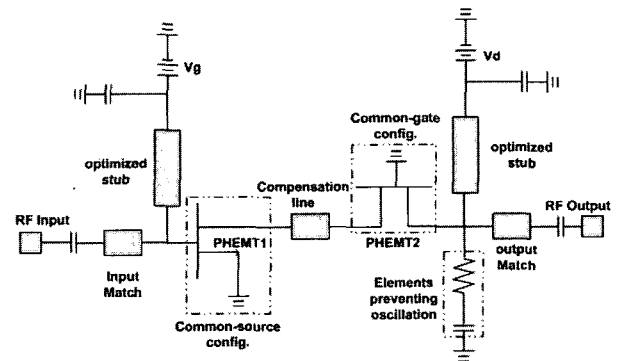 Vg
Vd
Common-gate
config.
optimized
stub
optimized
stub
Compensation
line
RF Input
RF Output
PHEMT1
PHEMT2
Input
Match
output
Match
Elements
preventing
oscillation
Common-source
config.